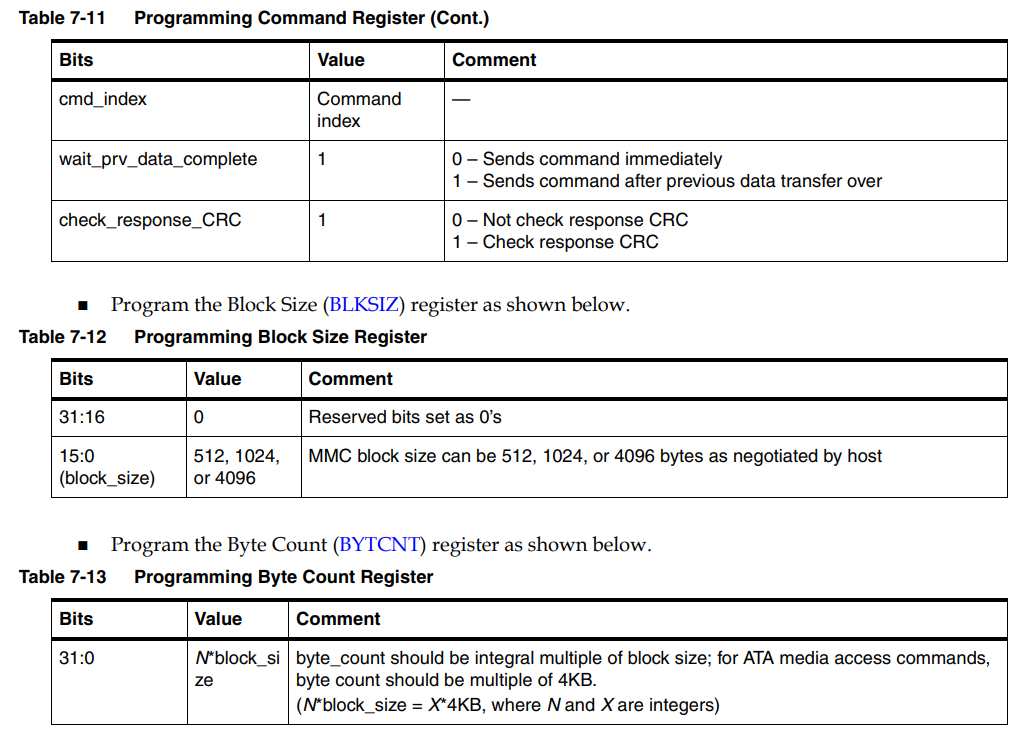 Table 7-11 Programming Command Register (Cont.)
Bits Value Comment
cmd_index Command —
index
wait_prv_data_complete 1 0 – Sends command immediately
1 – Sends command after previous data transfer over
check_response_CRC 1 0 – Not check response CRC
1 – Check response CRC
■ Program the Block Size (BLKSIZ) register as shown below.
Table 7-12 Programming Block Size Register
Bits Value Comment
31:16 0 Reserved bits set as 0’s
15:0 512, 1024, MMC block size can be 512, 1024, or 4096 bytes as negotiated by host
(block_size) or 4096
■ Program the Byte Count (BYTCNT) register as shown below.
Table 7-13 Programming Byte Count Register
Bits Value Comment
31:0 N*block_si byte_count should be integral multiple of block size; for ATA media access commands,
ze byte count should be multiple of 4KB.
(N*block_size = X*4KB, where N and X are integers)